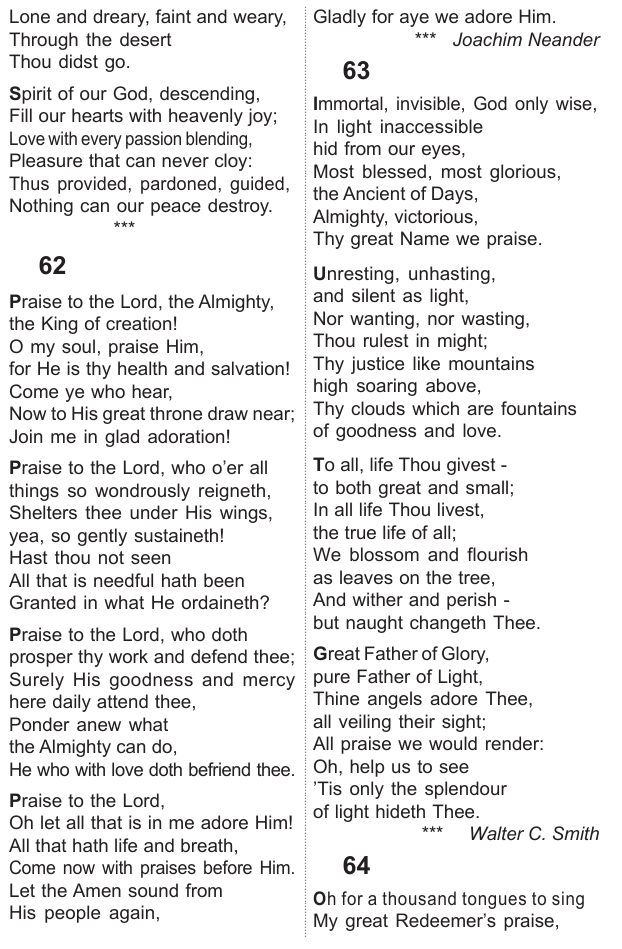 Lone and dreary, faint and weary,
Through the desert
Thou didst go.
Spirit of our God, descending,
Fill our hearts with heavenly joy;
Love with every passion blending,
Pleasure that can never cloy:
Thus provided, pardoned, guided,
Nothing can our peace destroy.
***
62
Praise to the Lord, the Almighty,
the King of creation!
O my soul, praise Him,
for He is thy health and salvation!
Come ye who hear,
Now to His great throne draw near;
Join me in glad adoration!
Praise to the Lord, who o'er all
things so wondrously reigneth,
Shelters thee under His wings,
yea, so gently sustaineth!
Hast thou not seen
All that is needful hath been
Granted in what He ordaineth?
Praise to the Lord, who doth
prosper thy work and defend thee;
Surely His goodness and mercy
here daily attend thee,
Ponder anew what
the Almighty can do,
He who with love doth befriend thee.
Praise to the Lord,
Oh let all that is in me adore Him!
All that hath life and breath,
Come now with praises before Him.
Let the Amen sound from
His people again,
Gladly for aye we adore Him.
*** Joachim Neander
63
Immortal, invisible, God only wise,
In light inaccessible
hid from our eyes,
Most blessed, most glorious,
the Ancient of Days,
Almighty, victorious,
Thy great Name we praise.
Unresting, unhasting,
and silent as light,
Nor wanting, nor wasting,
Thou rulest in might;
Thy justice like mountains
high soaring above,
Thy clouds which are fountains
of goodness and love.
To all, life Thou givest -
to both great and small;
In all life Thou livest,
the true life of all;
We blossom and flourish
as leaves on the tree,
And wither and perish -
but naught changeth Thee.
Great Father of Glory,
pure Father of Light,
Thine angels adore Thee,
all veiling their sight;
All praise we would render:
Oh, help us to see
'Tis only the splendour
of light hideth Thee.
*** Walter C. Smith
64
Oh for a thousand tongues to sing
My great Redeemer's praise,